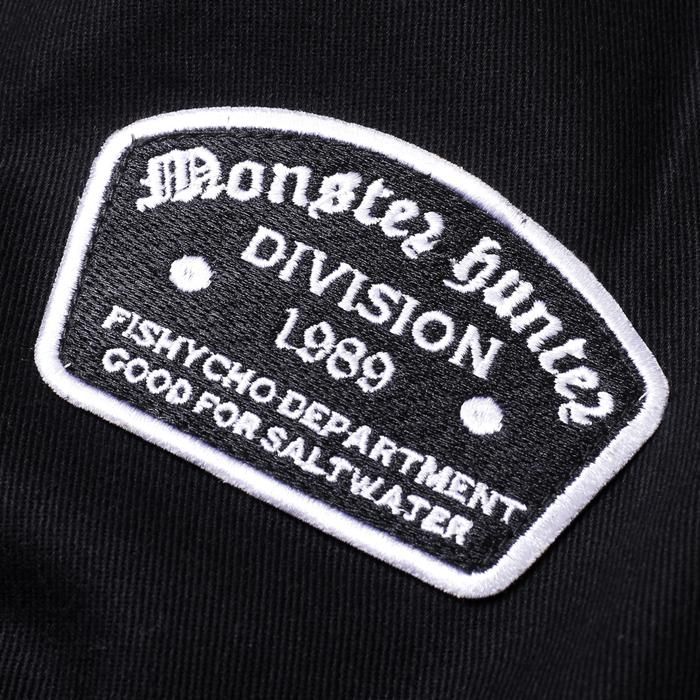 Monster Hunter
DIVISION
1989
FISHYCHO DEPARTMENT
GOOD FOR SALTWATER